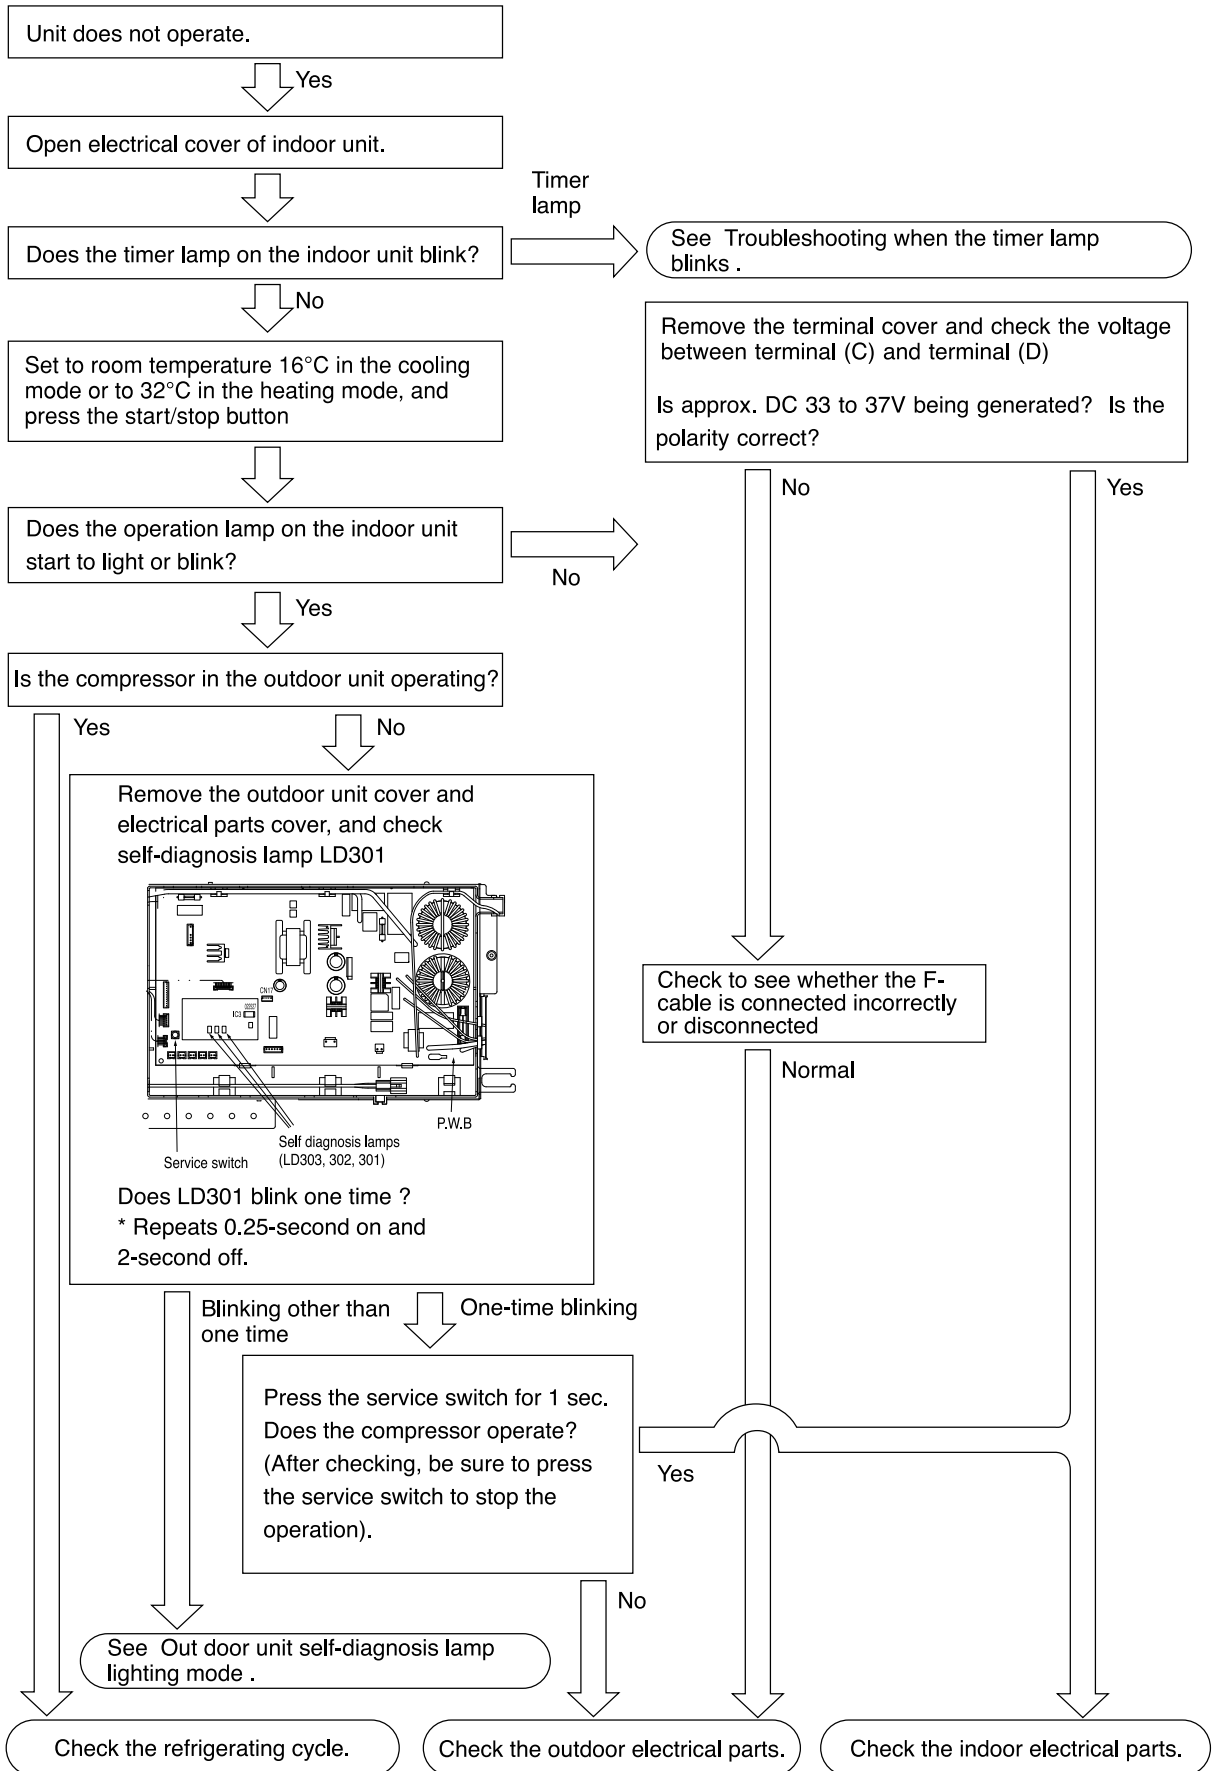 Unit does not operate.
Yes
Open electrical cover of indoor unit.
Timer
lamp
Does the timer lamp on the indoor unit blink?
See  Troubleshooting when the timer lamp
blinks .
No
Remove the terminal cover and check the voltage
between terminal (C) and terminal (D)
Is approx. DC 33 to 37V being generated?  Is the
polarity correct?
Set to room temperature 16°C in the cooling
mode or to 32°C in the heating mode, and
press the start/stop button
No
Yes
Does the operation lamp on the indoor unit
start to light or blink?
No
Yes
Is the compressor in the outdoor unit operating?
Yes
No
Remove the outdoor unit cover and
electrical parts cover, and check
self-diagnosis lamp LD301
CN17
IC3
P.W.B
Self diagnosis lamps
(LD303, 302, 301)
Service switch
Does LD301 blink one time ?
* Repeats 0.25-second on and
2-second off.
Check to see whether the F-
cable is connected incorrectly
or disconnected
Normal
Blinking other than
one time
One-time blinking
Press the service switch for 1 sec.
Does the compressor operate?
(After checking, be sure to press
the service switch to stop the
operation).
Yes
No
See  Out door unit self-diagnosis lamp
lighting mode .
Check the refrigerating cycle.
Check the outdoor electrical parts.
Check the indoor electrical parts.